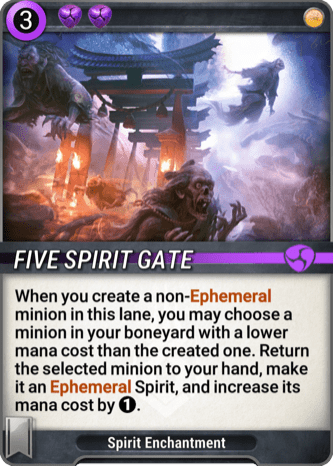 3
FIVE SPIRIT GATE
When you create a non-Ephemeral
minion in this lane, you may choose a
minion in your boneyard with a lower
mana cost than the created one. Return
the selected minion to your hand, make
it an Ephemeral Spirit, and increase its
mana cost by 1.
Spirit Enchantment